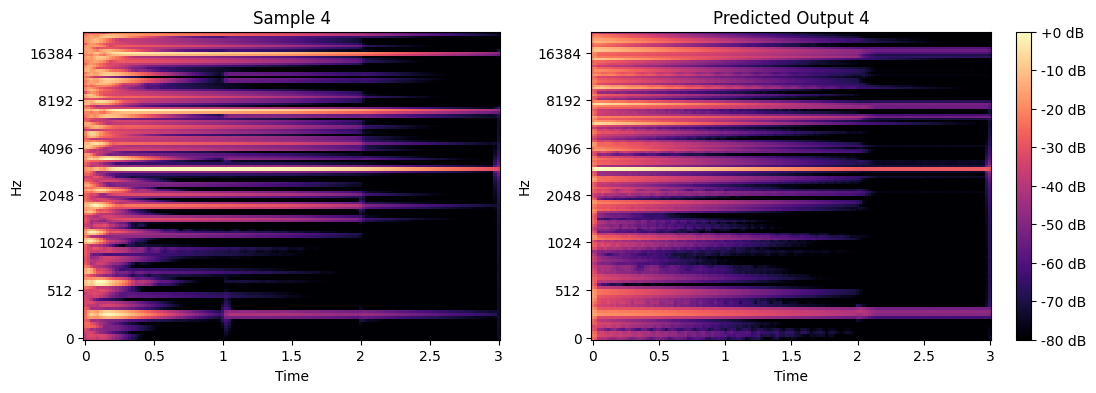 Sample 4
Predicted Output 4
Hz
16384
8192
4096
2048
1024
512
0
0
0.5
1
1.5
2
2.5
3
Time
Hz
16384
8192
4096
2048
1024
512
0
0
0.5
1
1.5
2
2.5
3
Time
+0 dB
-10 dB
-20 dB
-30 dB
-40 dB
-50 dB
-60 dB
-70 dB
-80 dB